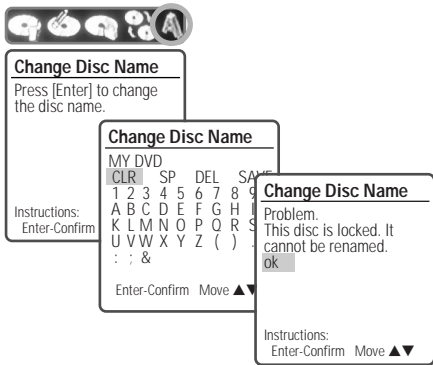 Change Disc Name
Press [Enter] to change
the disc name.
Instructions:
Enter-Confirm
Change Disc Name
MY DVD
CLR SP DEL SAVE
1 2 3 4 5 6 7 8 9
A B C D E F G H I
K L M N O P Q R S
U V W X Y Z ( ) .
: ; &
Enter-Confirm Move ▲▼
Change Disc Name
Problem.
This disc is locked. It
cannot be renamed.
ok
Instructions:
Enter-Confirm Move ▲▼